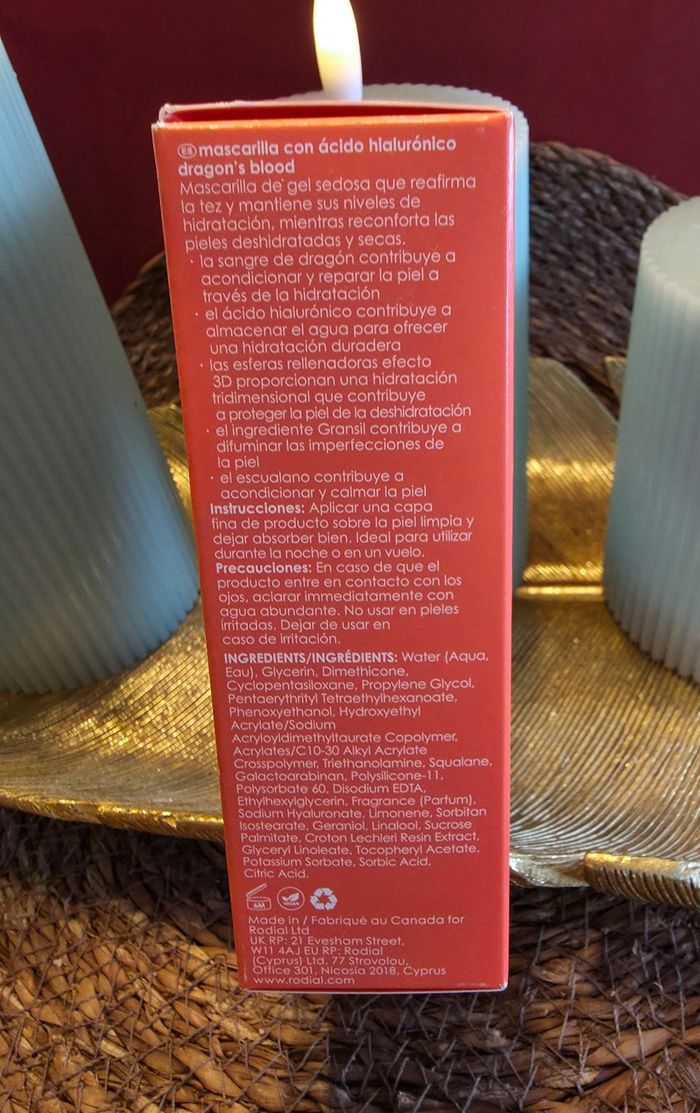 ES mascarilla con ácido hialurónico
dragon's blood
Mascarilla de gel sedosa que reafirma
la tez y mantiene sus niveles de
hidratación, mientras reconforta las
pieles deshidratadas y secas.
· la sangre de dragón contribuye a
acondicionar y reparar la piel a
través de la hidratación
· el ácido hialurónico contribuye a
almacenar el agua para ofrecer
una hidratación duradera
· las esferas rellenadoras efecto
3D proporcionan una hidratación
tridimensional que contribuye
a proteger la piel de la deshidratación
· el ingrediente Gransil contribuye a
difuminar las imperfecciones de
la piel
· el escualano contribuye a
acondicionar y calmar la piel
Instrucciones: Aplicar una capa
fina de producto sobre la piel limpia y
dejar absorber bien. Ideal para utilizar
durante la noche o en un vuelo.
Precauciones: En caso de que el
producto entre en contacto con los
ojos, aclarar inmediatamente con
agua abundante. No usar en pieles
irritadas. Dejar de usar en
caso de irritación.
INGREDIENTS/INGRÉDIENTS: Water (Aqua,
Eau), Glycerin, Dimethicone,
Cyclopentasiloxane, Propylene Glycol,
Pentaerythrityl Tetraethylhexanoate,
Phenoxyethanol, Hydroxyethyl
Acrylate/Sodium
Acryloyldimethyltaurate Copolymer,
Acrylates/C10-30 Alkyl Acrylate
Crosspolymer, Triethanolamine, Squalane,
Galactoarabinan, Polysilicone-11,
Polysorbate 60, Disodium EDTA,
Ethylhexylglycerin, Fragrance (Parfum),
Sodium Hyaluronate, Limonene, Sorbitan
Isostearate, Geraniol, Linalool, Sucrose
Palmitate, Croton Lechleri Resin Extract,
Glyceryl Linoleate, Tocopheryl Acetate,
Potassium Sorbate, Sorbic Acid,
Citric Acid.
6M VEGAN
Made in / Fabriqué au Canada for
Rodial Ltd
UK RP: 21 Evesham Street,
W11 4AJ EU RP: Rodial
(Cyprus) Ltd, 77 Strovolou,
Office 301, Nicosia 2018, Cyprus
www.rodial.com